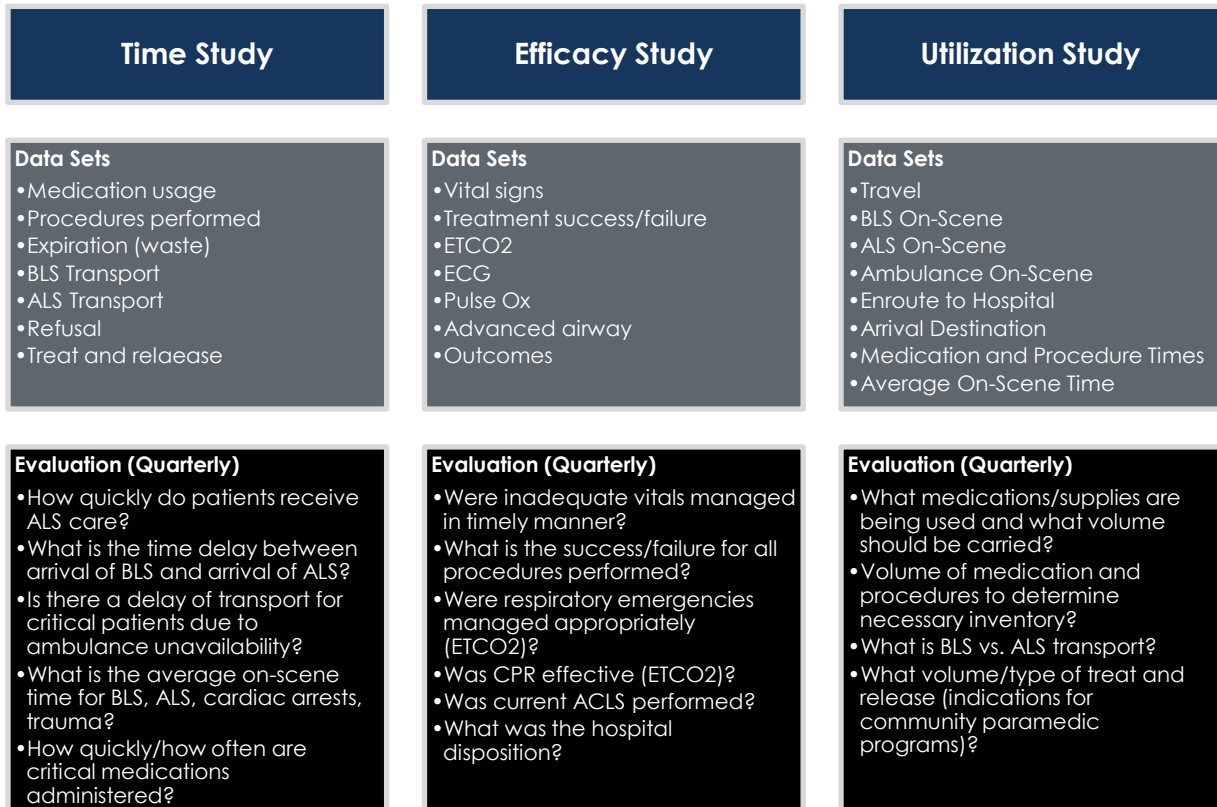 Time Study
Efficacy Study
Utilization Study
Data Sets
•Medication usage
•Procedures performed
•Expiration (waste)
•BLS Transport
•ALS Transport
•Refusal
•Treat and relaease
Data Sets
•Vital signs
•Treatment success/failure
•ETCO2
•ECG
•Pulse Ox
•Advanced airway
•Outcomes
Data Sets
•Travel
•BLS On-Scene
•ALS On-Scene
•Ambulance On-Scene
•Enroute to Hospital
•Arrival Destination
•Medication and Procedure Times
•Average On-Scene Time
Evaluation (Quarterly)
•How quickly do patients receive
ALS care?
•What is the time delay between
arrival of BLS and arrival of ALS?
•Is there a delay of transport for
critical patients due to
ambulance unavailability?
•What is the average on-scene
time for BLS, ALS, cardiac arrests,
trauma?
•How quickly/how often are
critical medications
administered?
Evaluation (Quarterly)
•Were inadequate vitals managed
in timely manner?
•What is the success/failure for all
procedures performed?
•Were respiratory emergencies
managed appropriately
(ETCO2)?
•Was CPR effective (ETCO2)?
•Was current ACLS performed?
•What was the hospital
disposition?
Evaluation (Quarterly)
•What medications/supplies are
being used and what volume
should be carried?
•Volume of medication and
procedures to determine
necessary inventory?
•What is BLS vs. ALS transport?
•What volume/type of treat and
release (indications for
community paramedic
programs)?